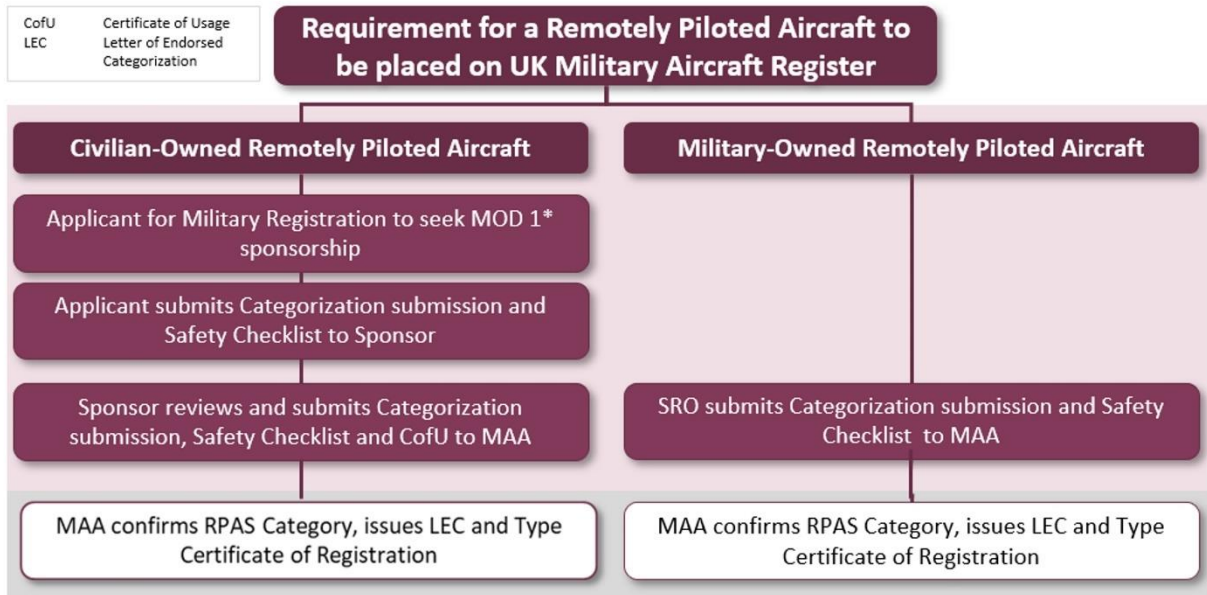 CofU Certificate of Usage
LEC Letter of Endorsed
Categorization
Requirement for a Remotely Piloted Aircraft to
be placed on UK Military Aircraft Register
Civilian-Owned Remotely Piloted Aircraft
Military-Owned Remotely Piloted Aircraft
Applicant for Military Registration to seek MOD 1*
sponsorship
Applicant submits Categorization submission and
Safety Checklist to Sponsor
Sponsor reviews and submits Categorization
submission, Safety Checklist and CofU to MAA
SRO submits Categorization submission and Safety
Checklist to MAA
MAA confirms RPAS Category, issues LEC and Type
Certificate of Registration
MAA confirms RPAS Category, issues LEC and Type
Certificate of Registration